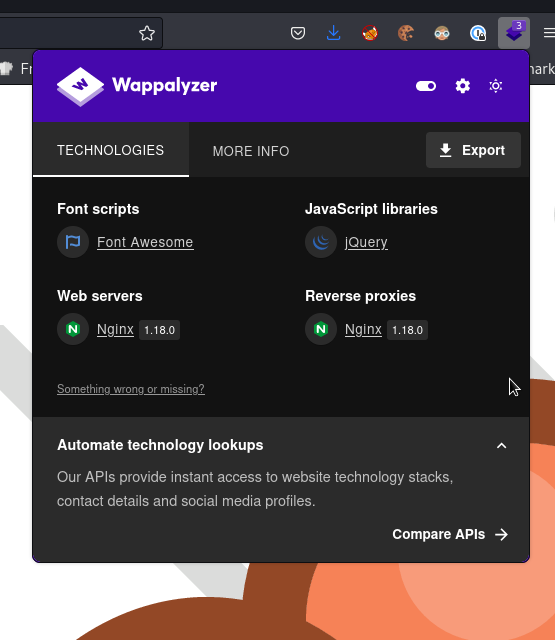 3
Fr
mark
Wappalyzer
TECHNOLOGIES
MORE INFO
Export
Font scripts
Font Awesome
JavaScript libraries
jQuery
Web servers
Nginx 1.18.0
Reverse proxies
Nginx 1.18.0
Something wrong or missing?
Automate technology lookups
Our APIs provide instant access to website technology stacks,
contact details and social media profiles.
Compare APIs